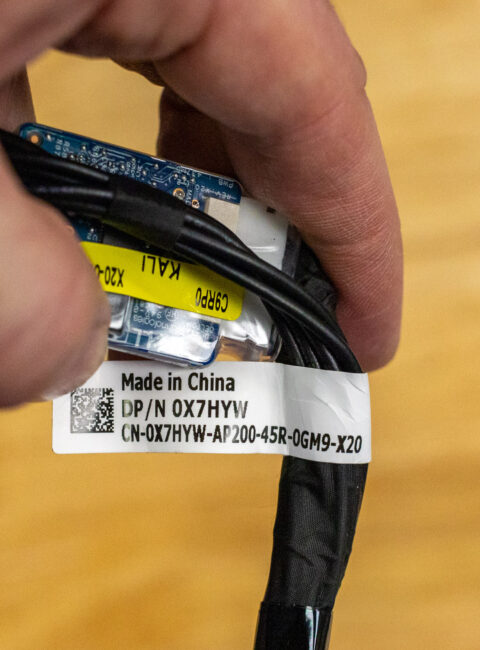 KALI
C9RP0
Made in China
DP/N 0X7HYW
CN-0X7HYW-AP200-45R-0GM9-X20